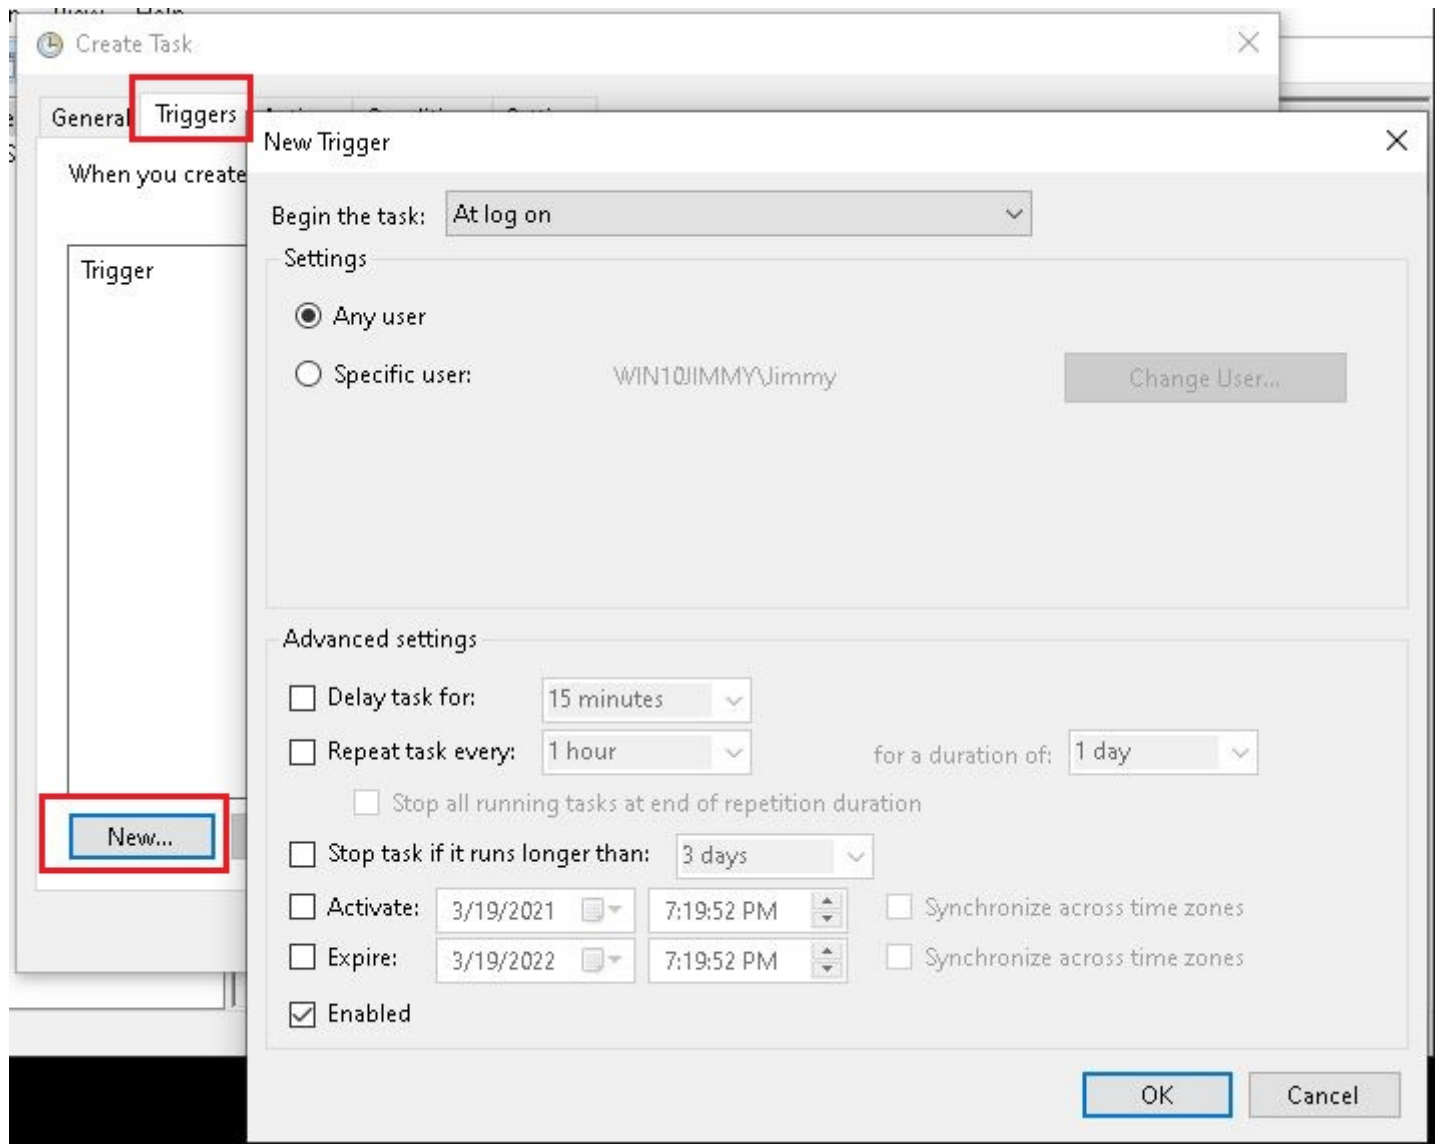 View Help
Create Task
General Triggers
New Trigger
When you create
Begin the task: At log on
Trigger
Settings
Any user
Specific user: WIN10JIMMY\Jimmy Change User...
Advanced settings
Delay task for: 15 minutes
Repeat task every: 1 hour for a duration of: 1 day
Stop all running tasks at end of repetition duration
New...
Stop task if it runs longer than: 3 days
Activate: 3/19/2021 7:19:52 PM Synchronize across time zones
Expire: 3/19/2022 7:19:52 PM Synchronize across time zones
Enabled
OK Cancel